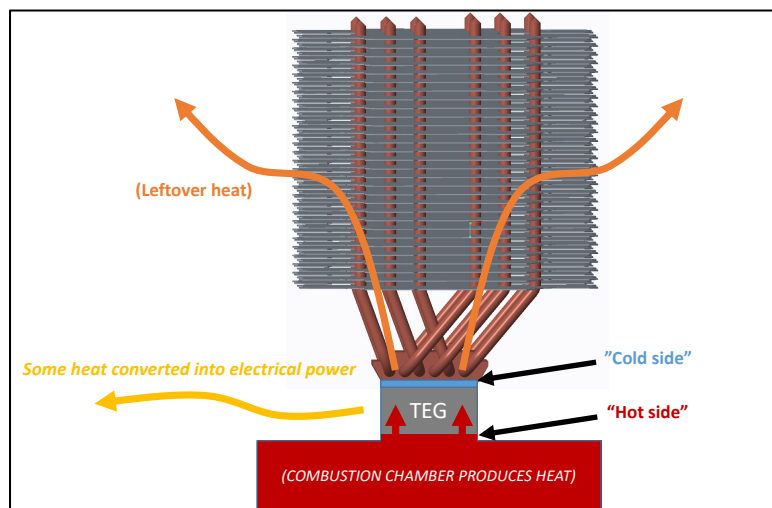 (Leftover heat)
Some heat converted into electrical power
”Cold side”
TEG
“Hot side”
(COMBUSTION CHAMBER PRODUCES HEAT)